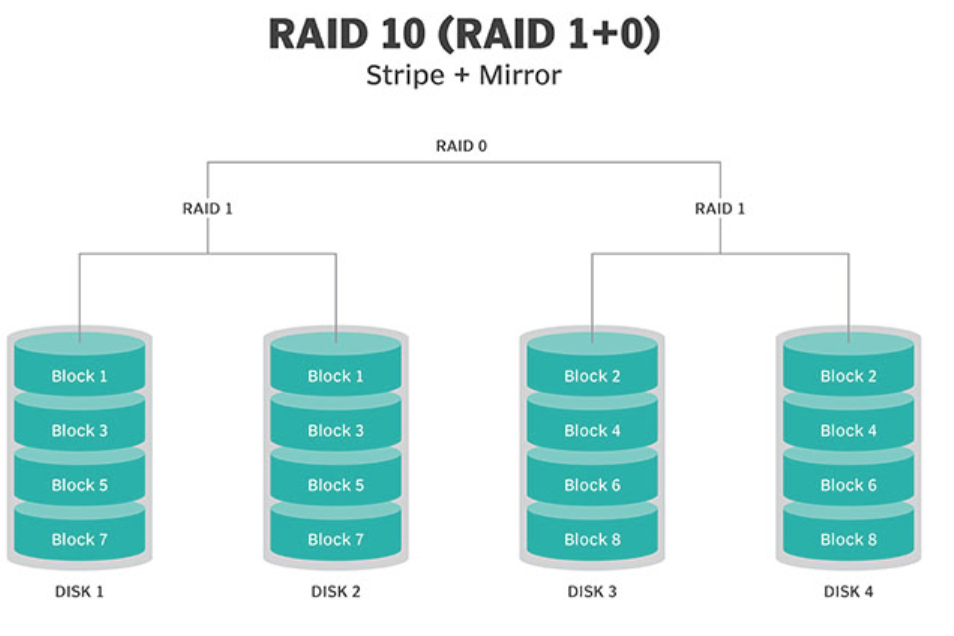 RAID 10 (RAID 1+0)
Stripe + Mirror
RAID 0
RAID 1
RAID 1
Block 1
Block 3
Block 5
Block 7
DISK 1
Block 1
Block 3
Block 5
Block 7
DISK 2
Block 2
Block 4
Block 6
Block 8
DISK 3
Block 2
Block 4
Block 6
Block 8
DISK 4